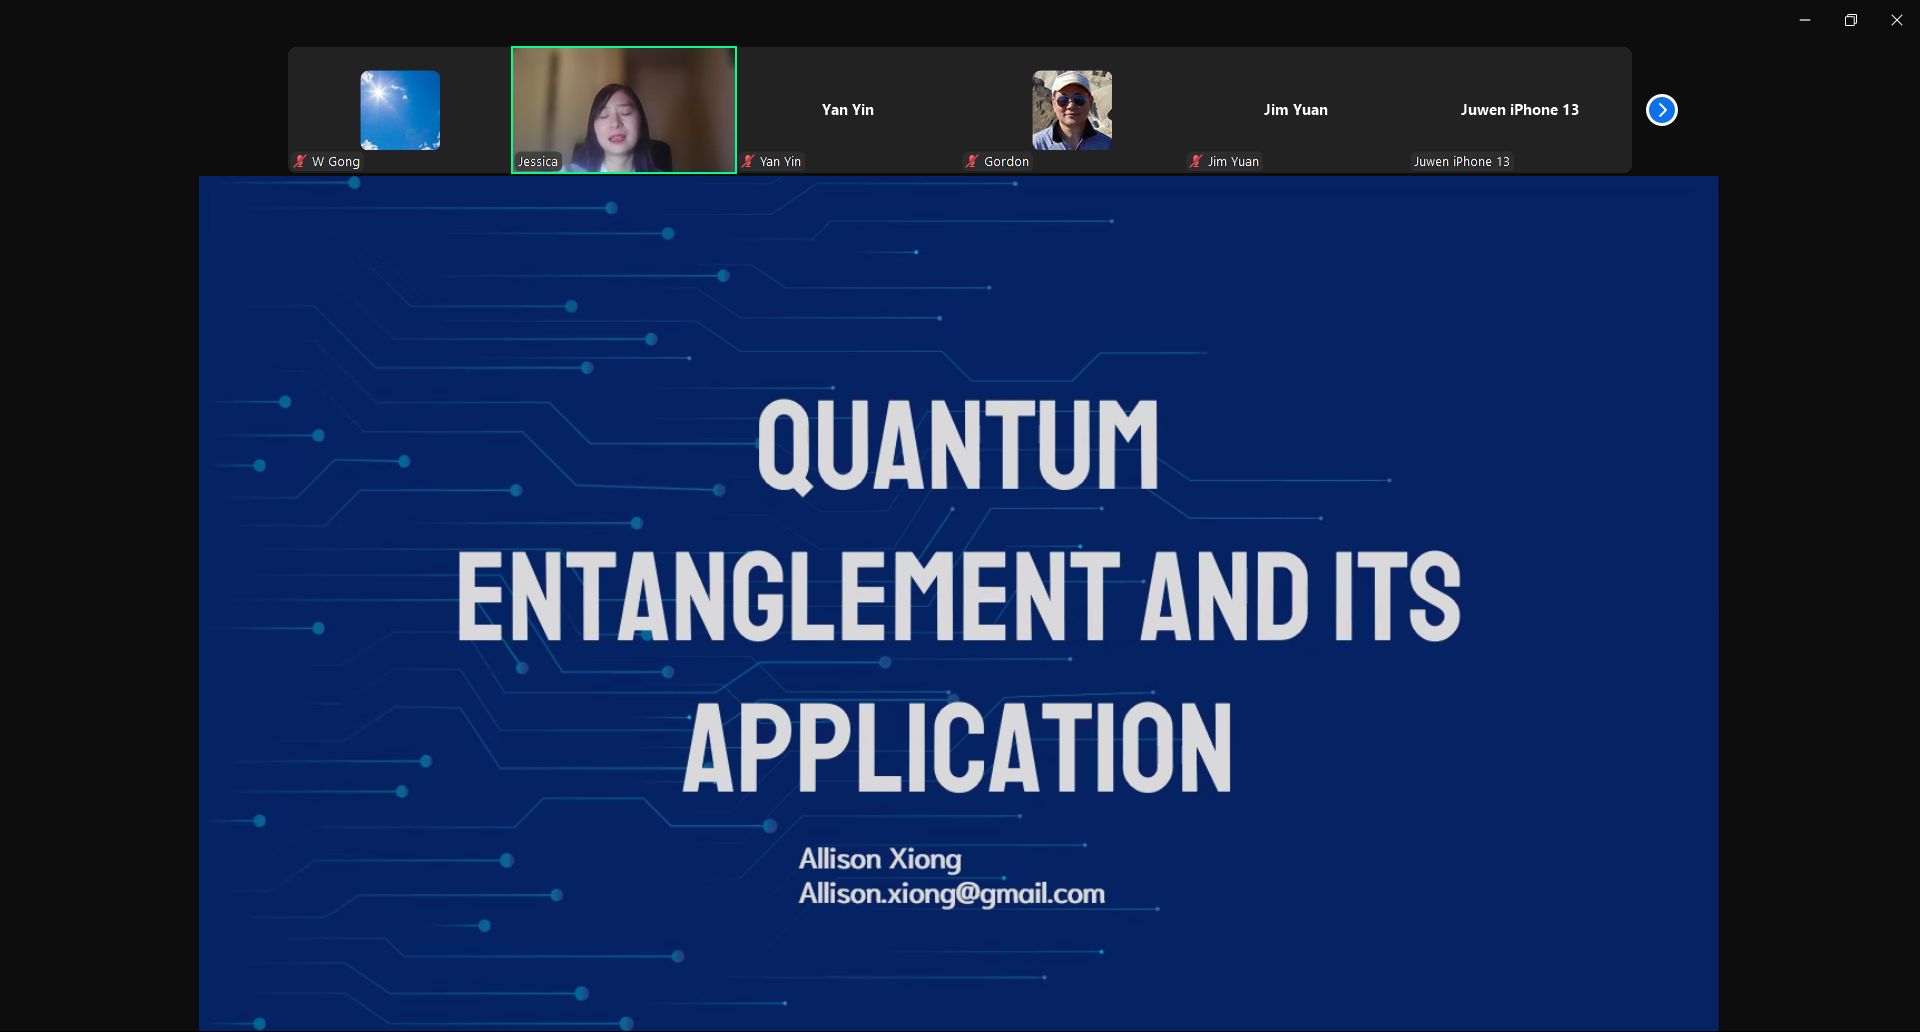 Yan Yin
Jim Yuan
Juwen iPhone 13
W Gong
Jessica
Yan Yin
Gordon
Jim Yuan
Juwen iPhone 13
QUANTUM
ENTANGLEMENT AND ITS
APPLICATION
Allison Xiong
Allison.xiong@gmail.com